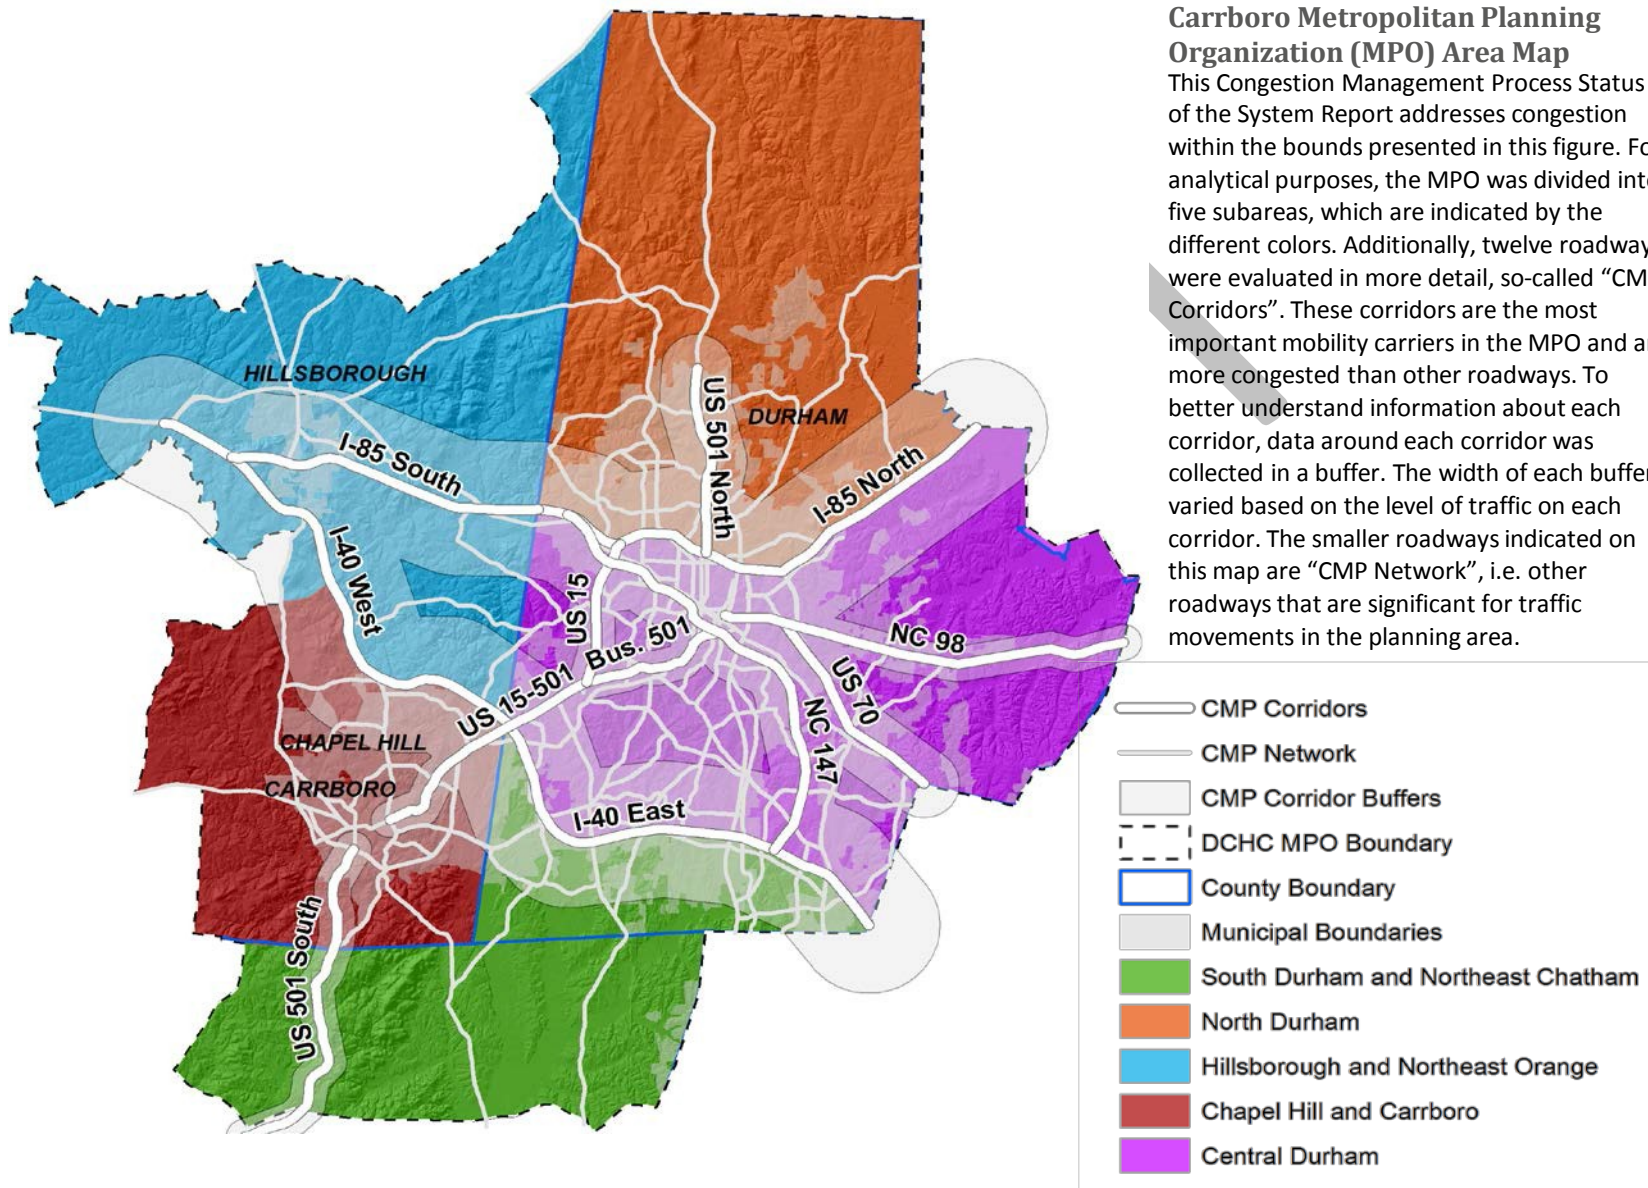 Carrboro Metropolitan Planning
Organization (MPO) Area Map
This Congestion Management Process Status
of the System Report addresses congestion
within the bounds presented in this figure.
analytical purposes, the MPO was divided
five subareas, which are indicated by the
different colors. Additionally, twelve roadway
were evaluated in more detail, so-called “CM
Corridors”. These corridors are the most
important mobility carriers in the MPO and
more congested than other roadways. To
better understand information about each
corridor, data around each corridor was
collected in a buffer. The width of each buffer
varied based on the level of traffic on each
corridor. The smaller roadways indicated on
this map are “CMP Network”, i.e. other
roadways that are significant for traffic
movements in the planning area.
HILLSBOROUGH
DURHAM
I-85 South
US 501 North
I-85 North
I-40 West
US 15
Bus. 501
NC 98
US 15-501
US 70
NC 147
CHAPEL HILL
CARRBORO
I-40 East
US 501 South
CMP Corridors
CMP Network
CMP Corridor Buffers
DCHC MPO Boundary
County Boundary
Municipal Boundaries
South Durham and Northeast Chatham
North Durham
Hillsborough and Northeast Orange
Chapel Hill and Carrboro
Central Durham